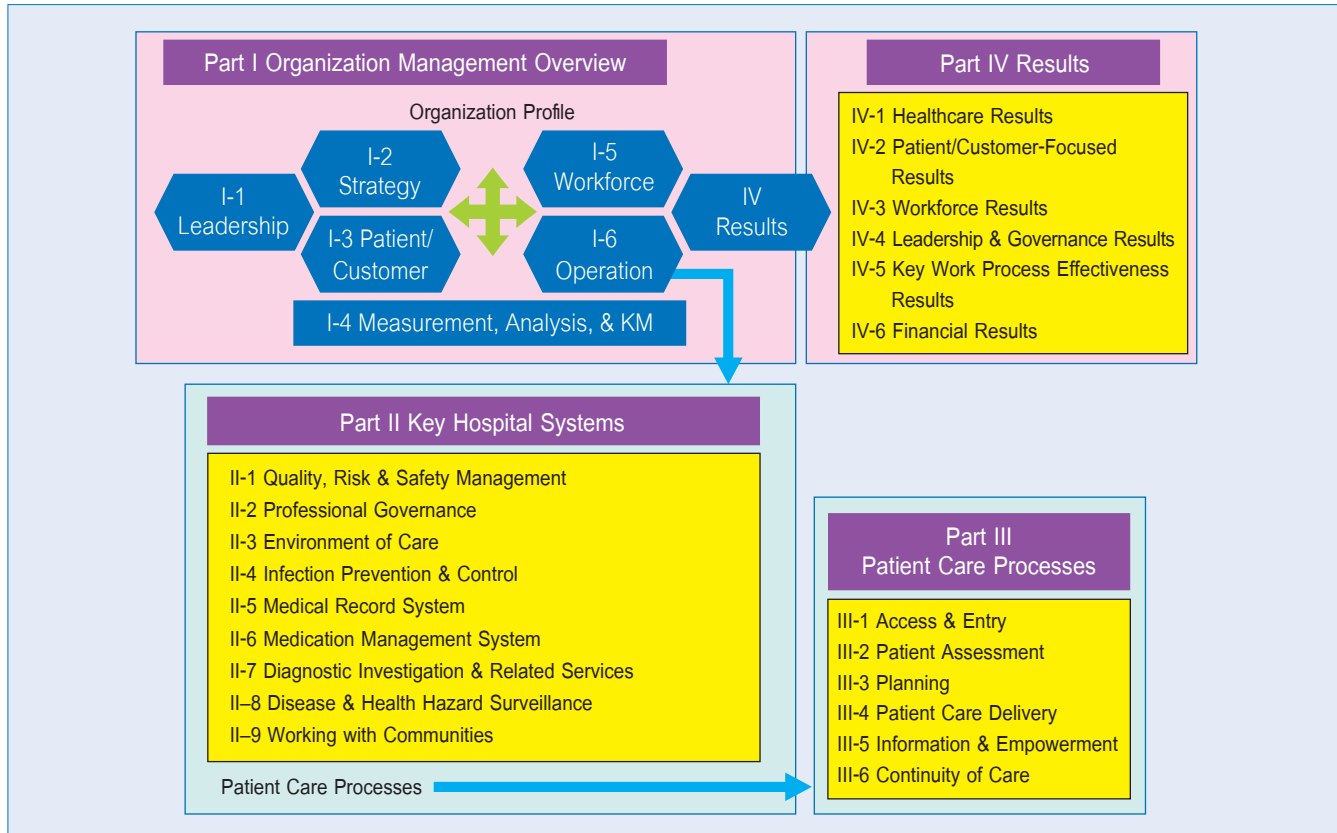 Part I Organization Management Overview
Organization Profile
I-1
Leadership
I-2
Strategy
I-3 Patient/
Customer
I-5
Workforce
I-6
Operation
IV
Results
I-4 Measurement, Analysis, & KM
Part IV Results
IV-1 Healthcare Results
IV-2 Patient/Customer-Focused
Results
IV-3 Workforce Results
IV-4 Leadership & Governance Results
IV-5 Key Work Process Effectiveness
Results
IV-6 Financial Results
Part II Key Hospital Systems
II-1 Quality, Risk & Safety Management
II-2 Professional Governance
II-3 Environment of Care
II-4 Infection Prevention & Control
II-5 Medical Record System
II-6 Medication Management System
II-7 Diagnostic Investigation & Related Services
II–8 Disease & Health Hazard Surveillance
II–9 Working with Communities
Patient Care Processes
Part III
Patient Care Processes
III-1 Access & Entry
III-2 Patient Assessment
III-3 Planning
III-4 Patient Care Delivery
III-5 Information & Empowerment
III-6 Continuity of Care